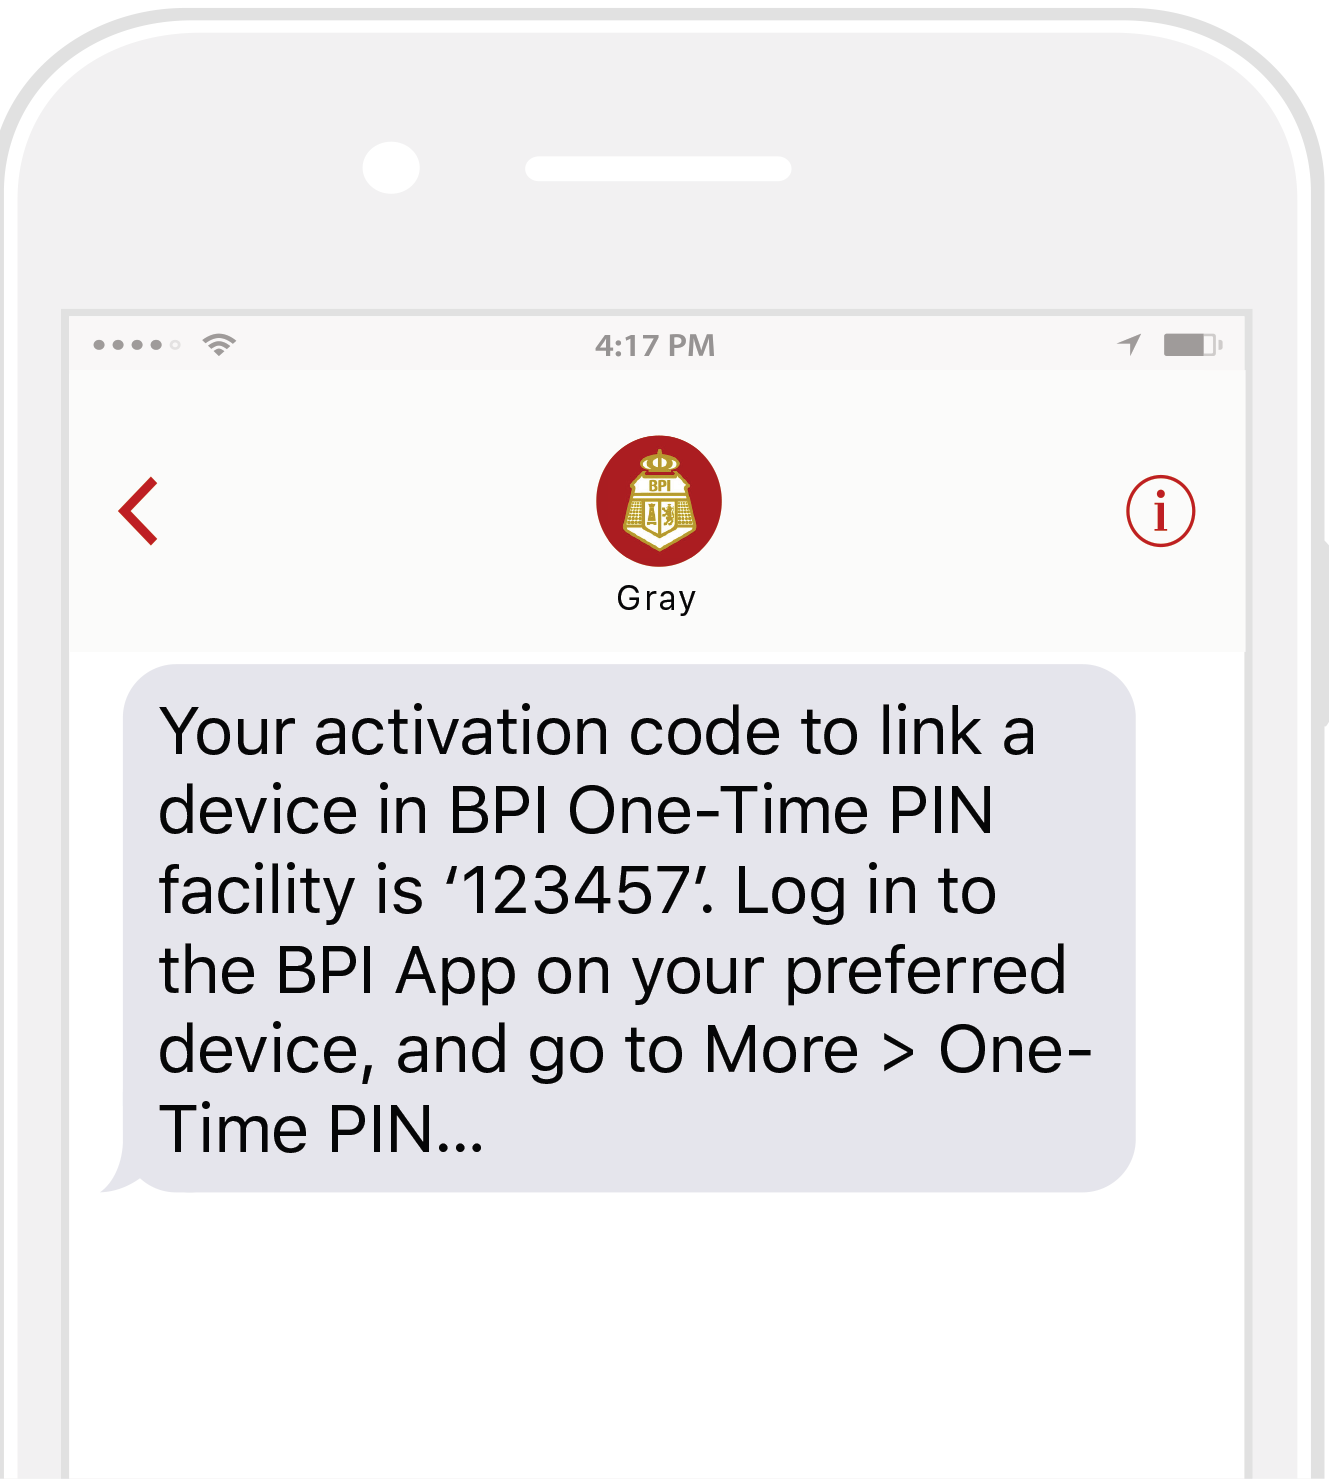 4:17 PM
BPI
i
Gray
Your activation code to link a
device in BPI One-Time PIN
facility is ‘123457’. Log in to
the BPI App on your preferred
device, and go to More > One-
Time PIN...